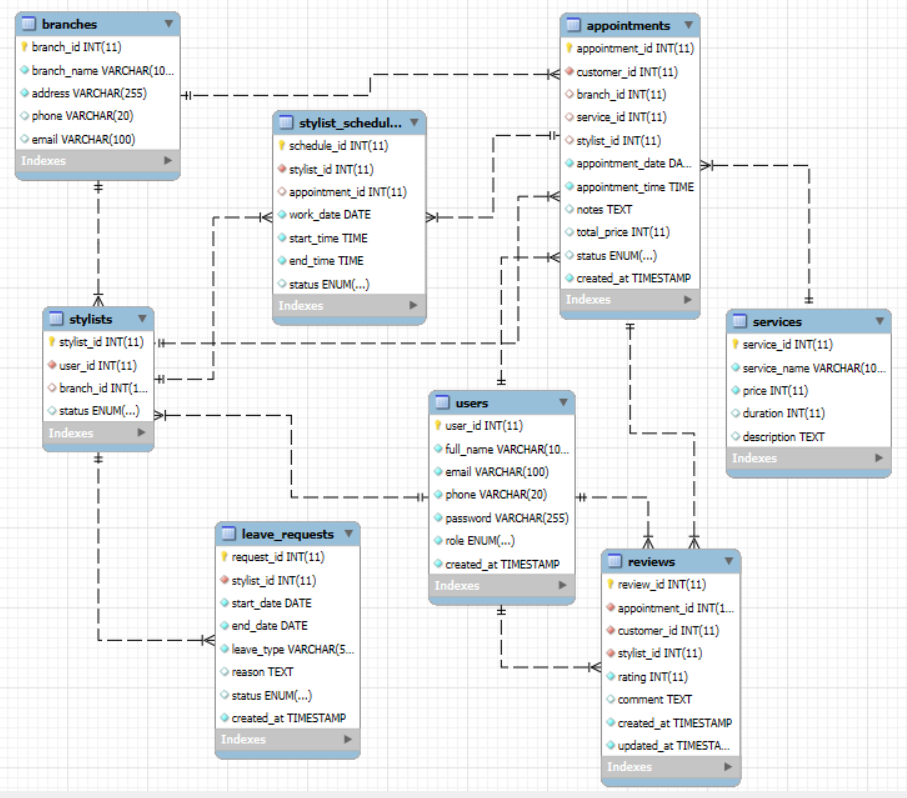 branches
branch_id INT(11)
branch_name VARCHAR(10...
address VARCHAR(255)
phone VARCHAR(20)
email VARCHAR(100)
Indexes
appointments
appointment_id INT(11)
customer_id INT(11)
branch_id INT(11)
service_id INT(11)
stylist_id INT(11)
appointment_date DA...
appointment_time TIME
notes TEXT
total_price INT(11)
status ENUM(...)
created_at TIMESTAMP
Indexes
stylist_schedul...
schedule_id INT(11)
stylist_id INT(11)
appointment_id INT(11)
work_date DATE
start_time TIME
end_time TIME
status ENUM(...)
Indexes
stylists
stylist_id INT(11)
user_id INT(11)
branch_id INT(1...
status ENUM(...)
Indexes
services
service_id INT(11)
service_name VARCHAR(10...
price INT(11)
duration INT(11)
description TEXT
Indexes
users
user_id INT(11)
full_name VARCHAR(10...
email VARCHAR(100)
phone VARCHAR(20)
password VARCHAR(255)
role ENUM(...)
created_at TIMESTAMP
Indexes
leave_requests
request_id INT(11)
stylist_id INT(11)
start_date DATE
end_date DATE
leave_type VARCHAR(5...
reason TEXT
status ENUM(...)
created_at TIMESTAMP
Indexes
reviews
review_id INT(11)
appointment_id INT(1...
customer_id INT(11)
stylist_id INT(11)
rating INT(11)
comment TEXT
created_at TIMESTAMP
updated_at TIMESTA...
Indexes